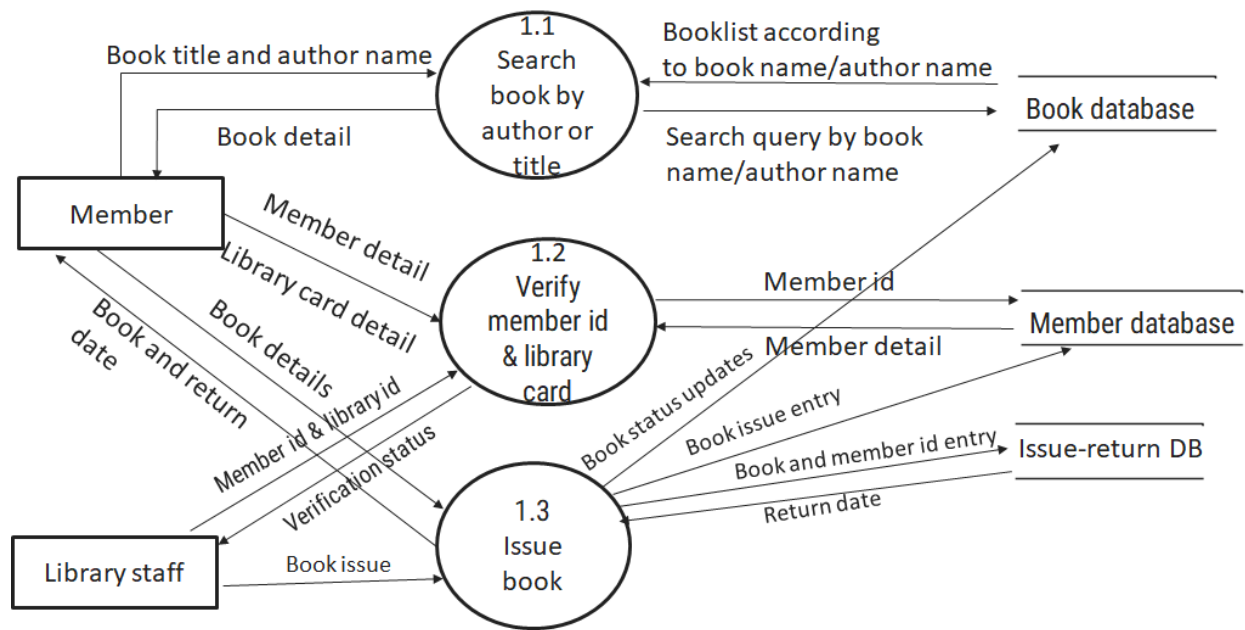 1.1
Search
book by
author or
title
Book title and author name
Booklist according
to book name/author name
Book database
Book detail
Search query by book
name/author name
Member
Member detail
Library card detail
1.2
Verify
member id
& library
card
Member id
Member database
Member detail
Book details
Book and return
date
Member id & library id
Verification status
Book status updates
Book issue entry
Book and member id entry
Issue-return DB
Return date
1.3
Issue
book
Library staff
Book issue